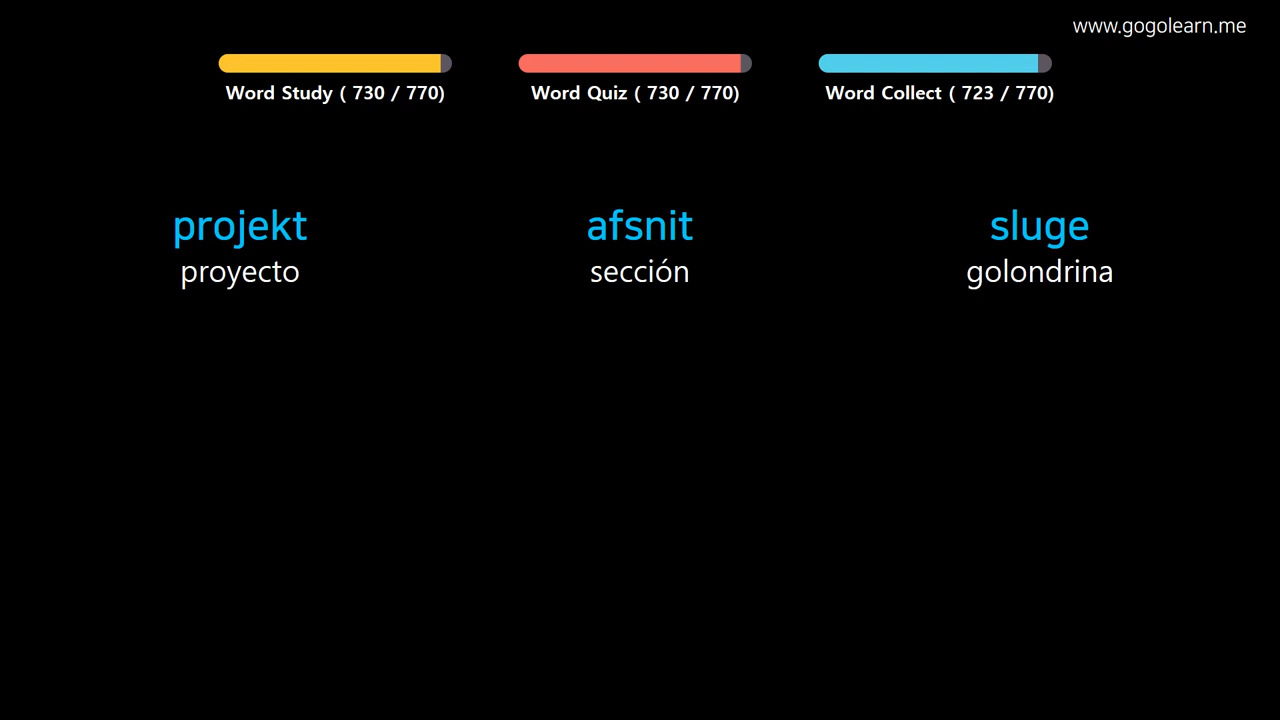 www.gogolearn.me
Word Study ( 730 / 770)
Word Quiz ( 730 / 770)
Word Collect ( 723 / 770)
projekt
proyecto
afsnit
sección
sluge
golondrina